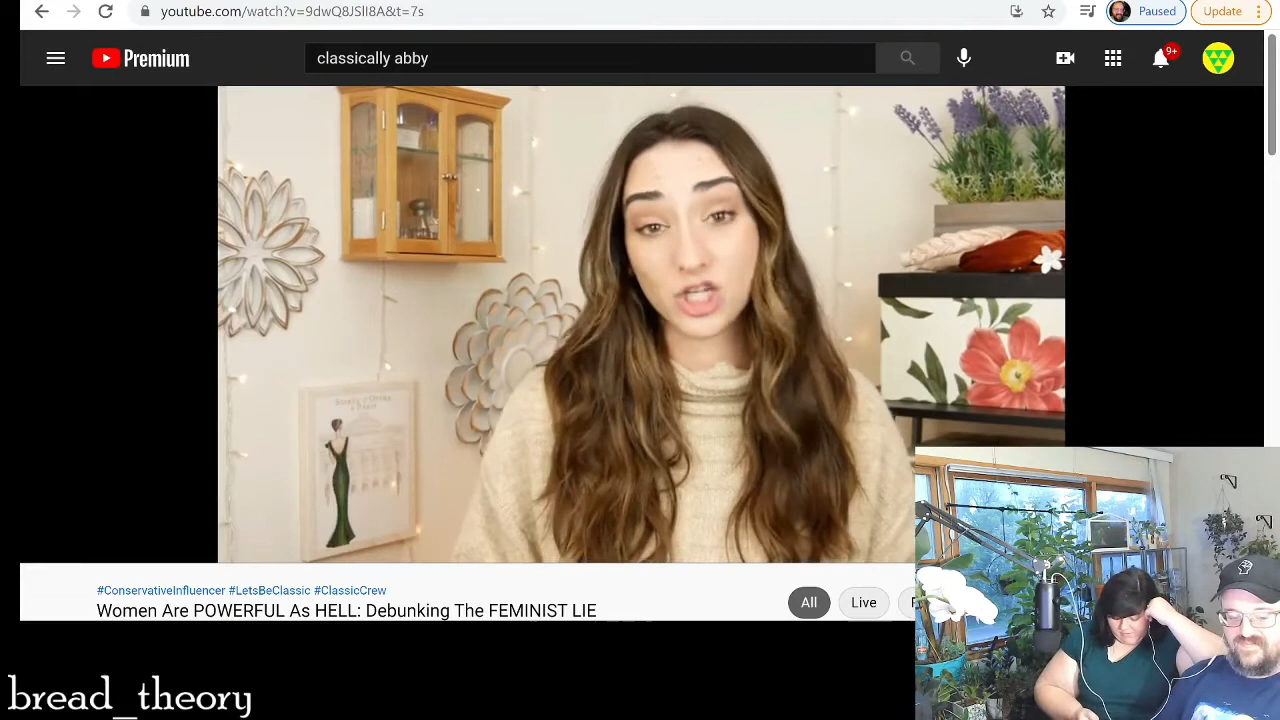 youtube.com/watch?v=9dwQ8JSll8A&t=7s
Paused
Update
Premium
classically abby
9+
#ConservativeInfluencer #LetsBeClassic #ClassicCrew
Women Are POWERFUL As HELL: Debunking The FEMINIST LIE
All
Live
bread_theory